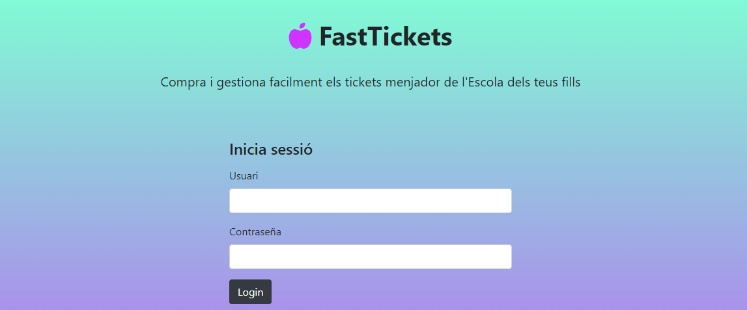 FastTickets
Compra i gestiona facilment els tickets menjador de l'Escola dels teus fills
Inicia sessió
Usuari
Contraseña
Login